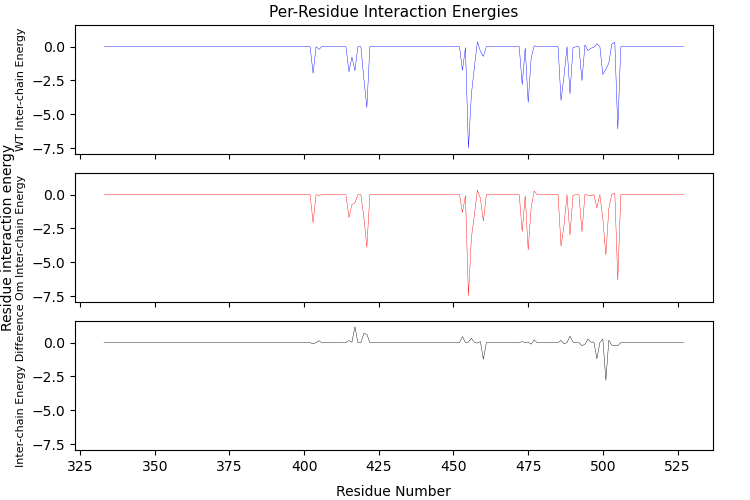 Per-Residue Interaction Energies
WT Inter-chain Energy
0.0
−2.5
−5.0
−7.5
Residue interaction energy
Om Inter-chain Energy
0.0
−2.5
−5.0
−7.5
Inter-chain Energy Difference
0.0
−2.5
−5.0
−7.5
325 350 375 400 425 450 475 500 525
Residue Number